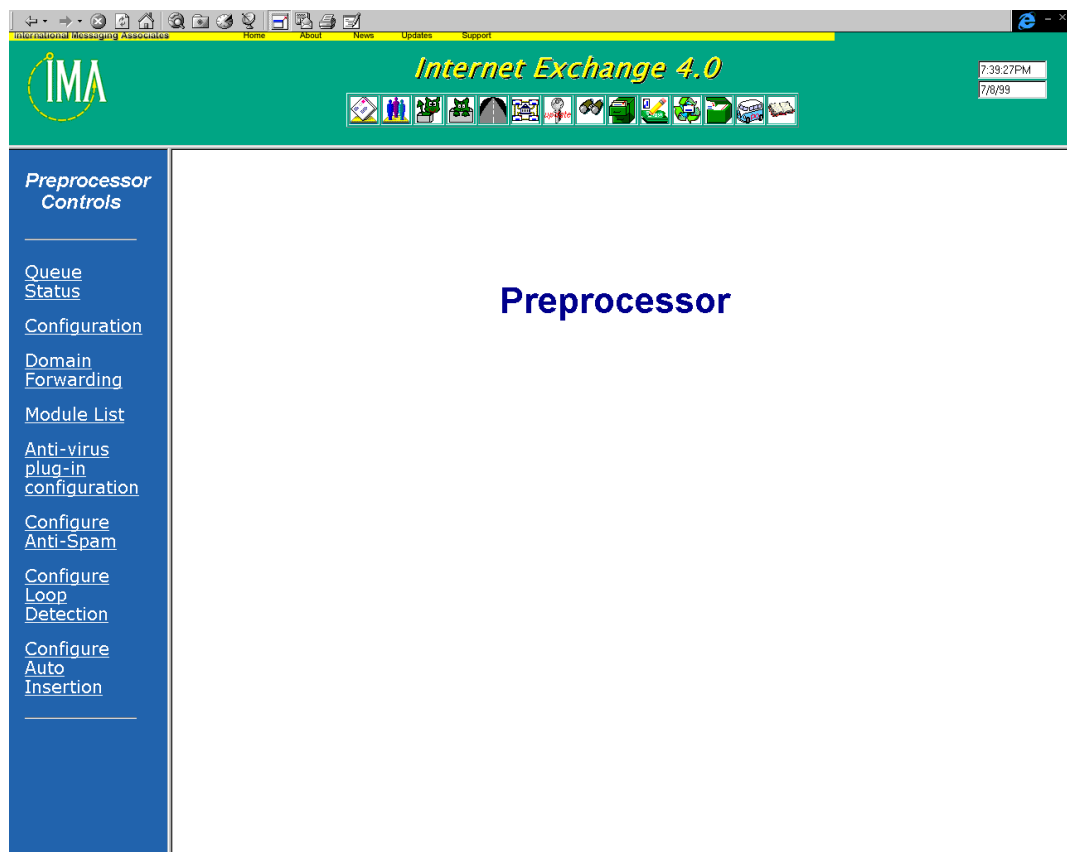 International Messaging Associates Home About News Updates Support
IMA
Internet Exchange 4.0
7:39:27PM
7/8/99
update
Preprocessor
Controls
Queue
Status
Configuration
Domain
Forwarding
Module List
Anti-virus
plug-in
configuration
Configure
Anti-Spam
Configure
Loop
Detection
Configure
Auto
Insertion
Preprocessor